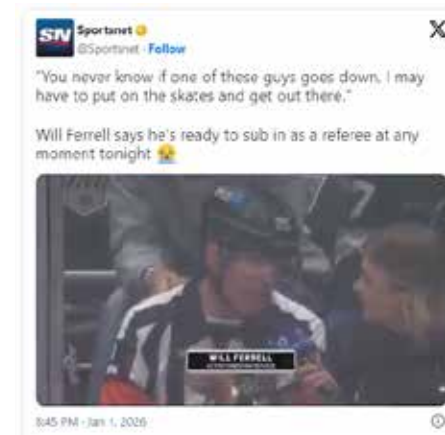 SN Sportsnet
@Sportsnet · Follow
X
"You never know if one of these guys goes down, I may
have to put on the skates and get out there."
Will Ferrell says he's ready to sub in as a referee at any
moment tonight
WILL FERRELL
8:45 PM · Jan 1, 2026